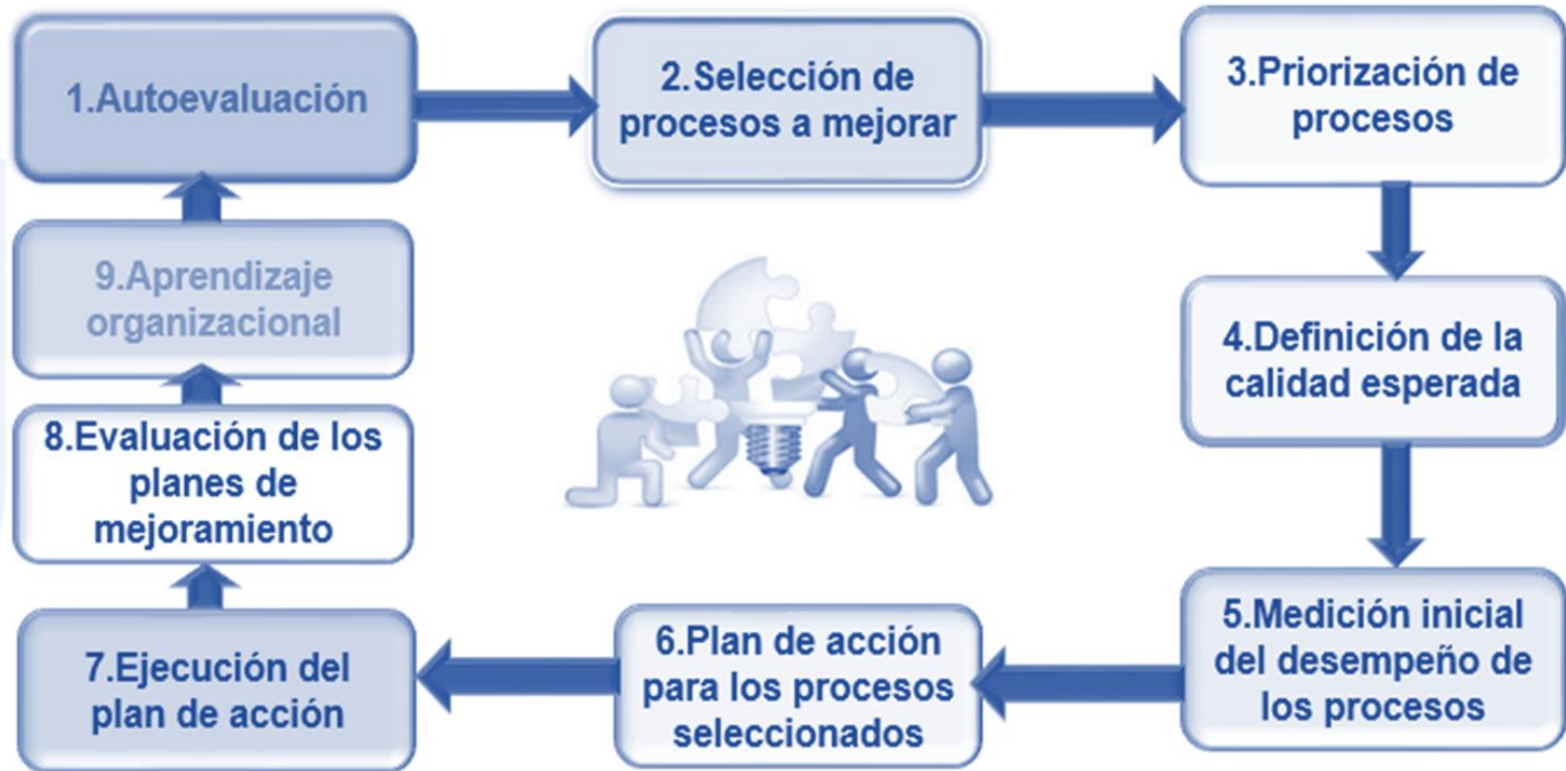 1.Autoevaluación
2.Selección de
procesos a mejorar
3.Priorización de
procesos
4.Definición de la
calidad esperada
5.Medición inicial
del desempeño de
los procesos
6.Plan de acción
para los procesos
seleccionados
7.Ejecución del
plan de acción
8.Evaluación de los
planes de
mejoramiento
9.Aprendizaje
organizacional